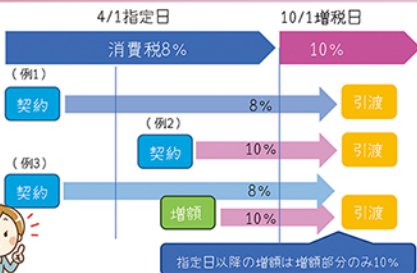 4/1指定日 10/1増税日
消費税8% 10%
(例1)
契約 8% 引渡
(例2)
契約 10% 引渡
(例3)
契約 8% 引渡
増額 10%
指定日以降の増額は増額部分のみ10%